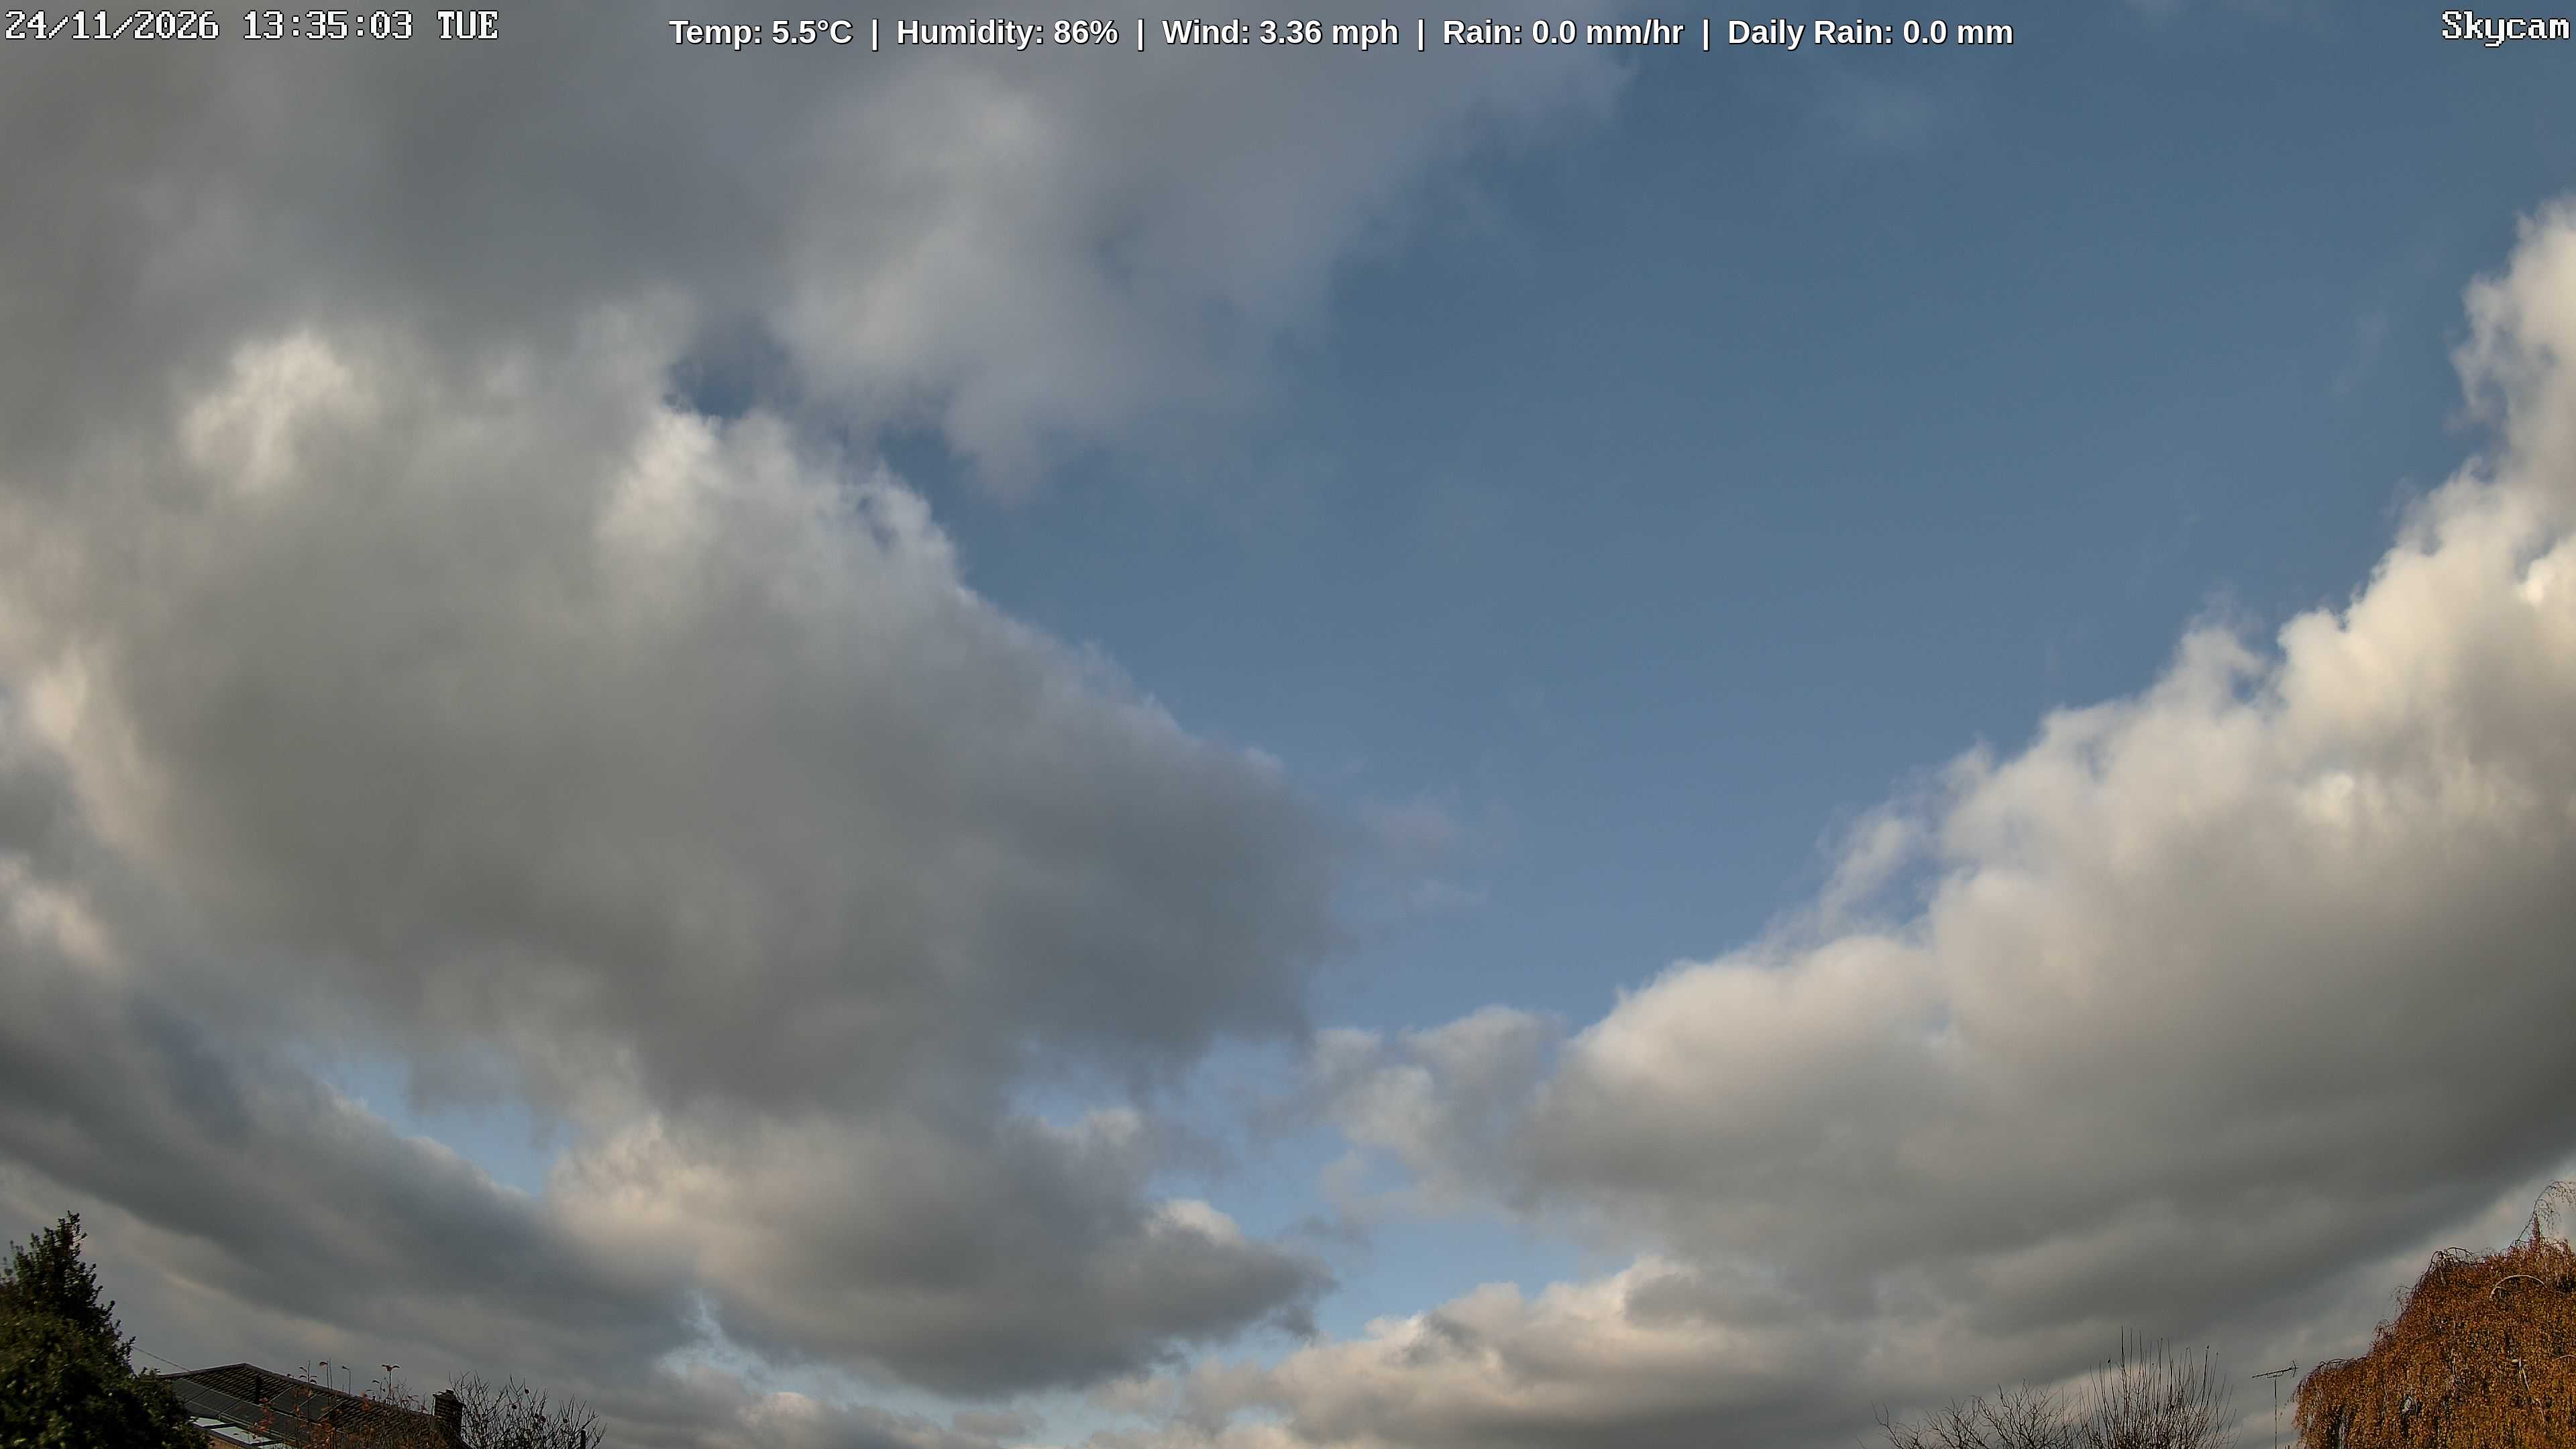 24/11/2026 13:35:03 TUE
Temp: 5.5°C | Humidity: 86% | Wind: 3.36 mph | Rain: 0.0 mm/hr | Daily Rain: 0.0 mm
Skycam